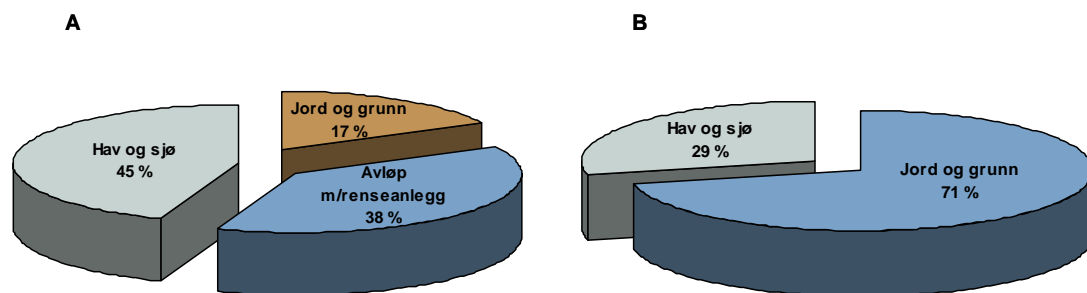 A
Hav og sjø
45 %
Jord og grunn
17 %
Avløp
m/renseanlegg
38 %
B
Hav og sjø
29 %
Jord og grunn
71 %